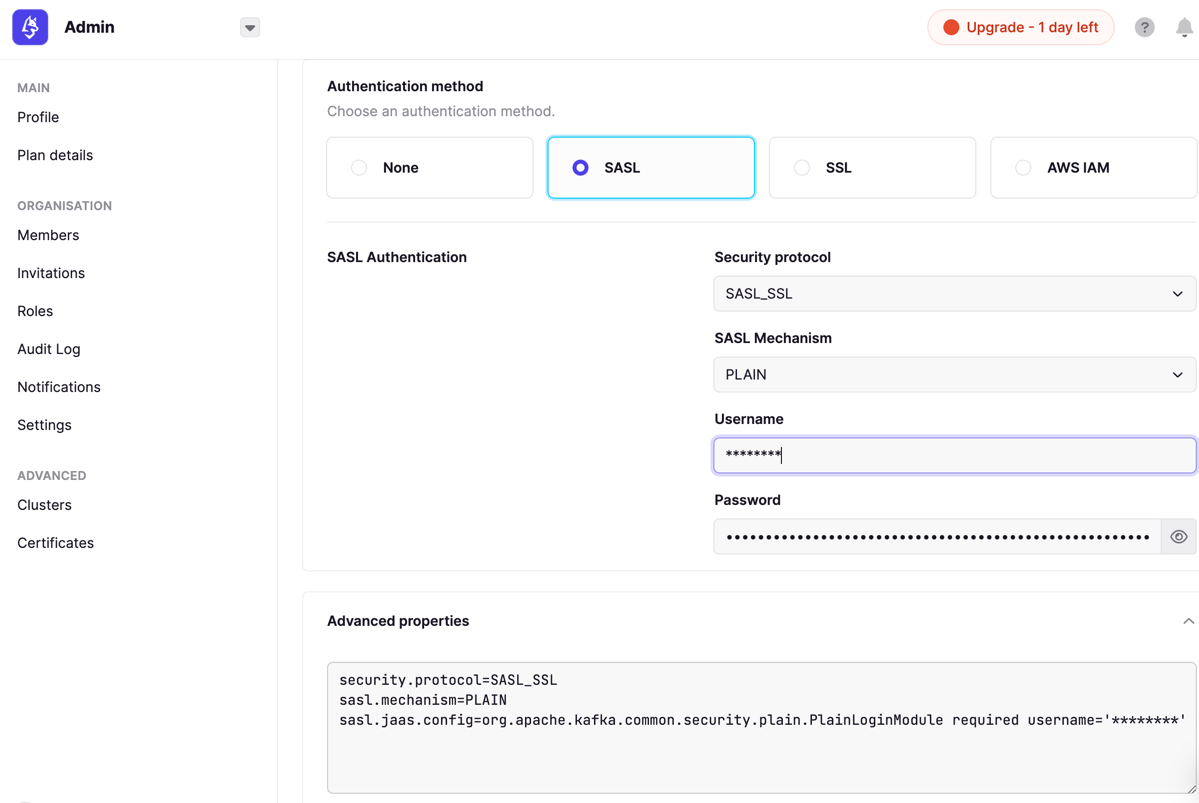 Admin
Upgrade - 1 day left
?
MAIN
Profile
Plan details
ORGANISATION
Members
Invitations
Roles
Audit Log
Notifications
Settings
ADVANCED
Clusters
Certificates
Authentication method
Choose an authentication method.
None
SASL
SSL
AWS IAM
SASL Authentication
Security protocol
SASL_SSL
SASL Mechanism
PLAIN
Username
********
Password
Advanced properties
security.protocol=SASL_SSL
sasl.mechanism=PLAIN
sasl.jaas.config=org.apache.kafka.common.security.plain.PlainLoginModule required username='********'